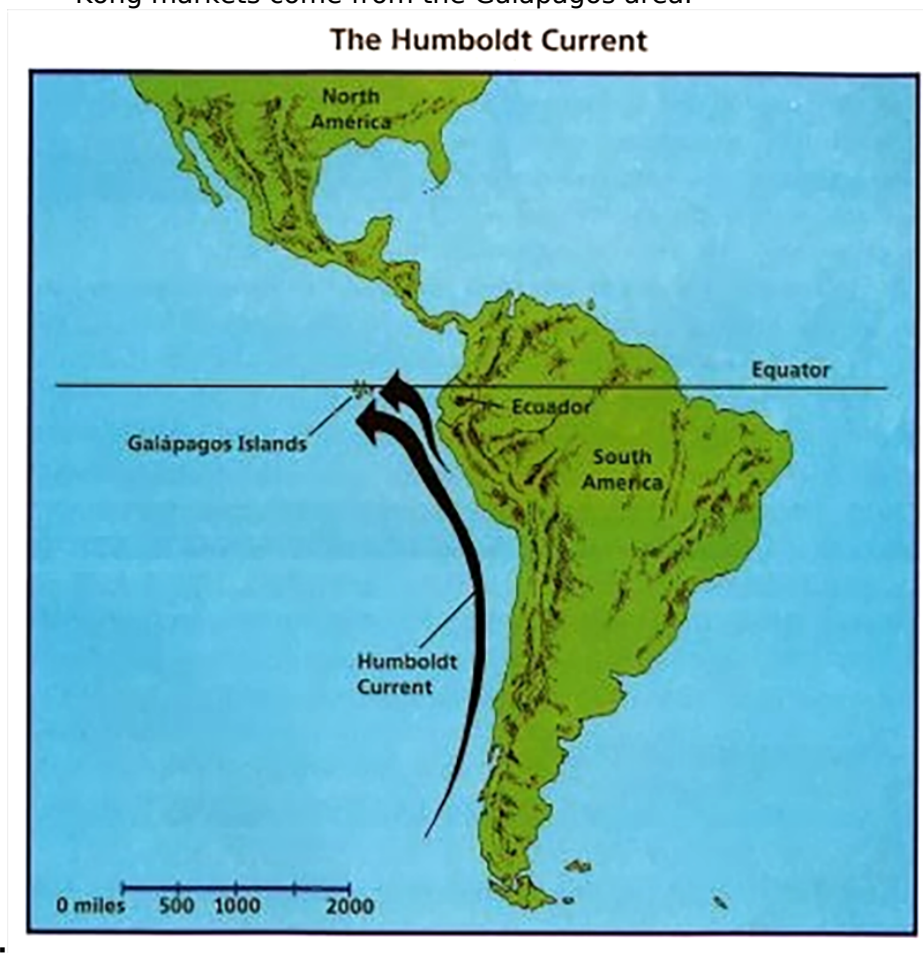 Kong markets come from the Galápagos area.
The Humboldt Current
North
America
Equator
Ecuador
Galápagos Islands
South
America
Humboldt
Current
0 miles 500 1000 2000
.